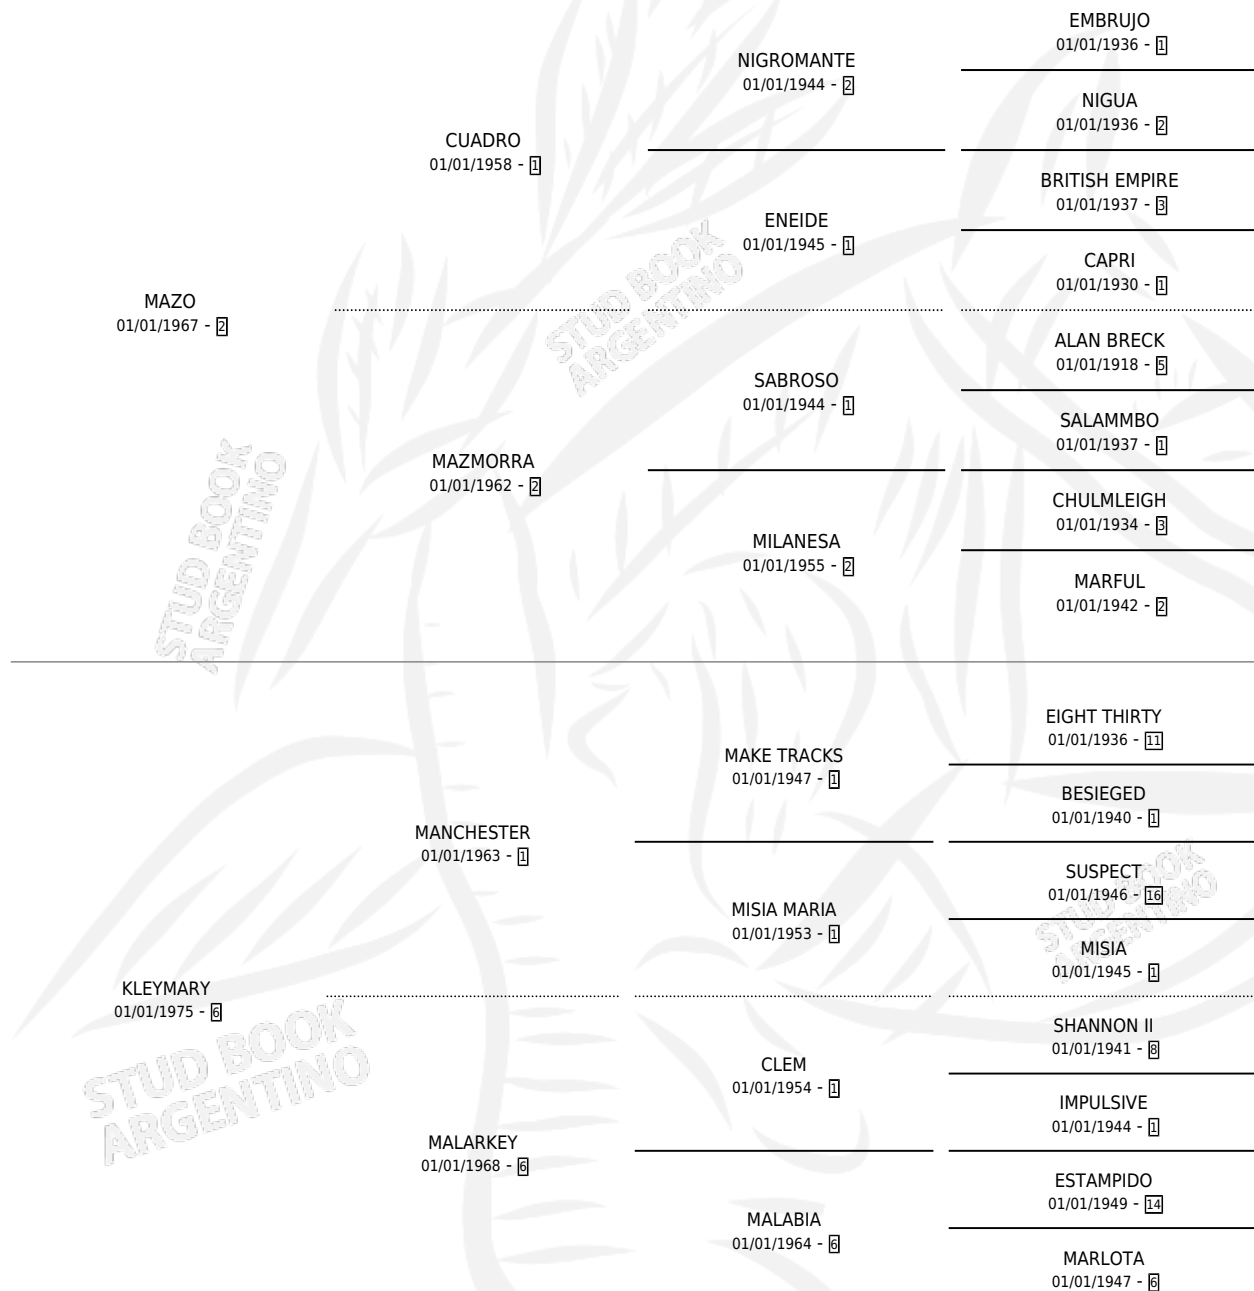 EMBRUJO
01/01/1936 - 1
NIGROMANTE
01/01/1944 - 2
NIGUA
01/01/1936 - 2
CUADRO
01/01/1958 - 1
BRITISH EMPIRE
01/01/1937 - 3
ENEIDE
01/01/1945 - 1
CAPRI
01/01/1930 - 1
MAZO
01/01/1967 - 2
STUD BOOK
ARGENTINO
ALAN BRECK
01/01/1918 - 5
SABROSO
01/01/1944 - 1
SALAMMBO
01/01/1937 - 1
MAZMORRA
01/01/1962 - 2
CHULMLEIGH
01/01/1934 - 3
MILANESA
01/01/1955 - 2
MARFUL
01/01/1942 - 2
STUD BOOK
ARGENTINO
EIGHT THIRTY
01/01/1936 - 11
MAKE TRACKS
01/01/1947 - 1
BESIEGED
01/01/1940 - 1
MANCHESTER
01/01/1963 - 1
SUSPECT
01/01/1946 - 16
MISIA MARIA
01/01/1953 - 1
MISIA
01/01/1945 - 1
STUD BOOK
ARGENTINO
KLEYMARY
01/01/1975 - 6
SHANNON II
01/01/1941 - 8
CLEM
01/01/1954 - 1
IMPULSIVE
01/01/1944 - 1
STUD BOOK
ARGENTINO
MALARKEY
01/01/1968 - 6
ESTAMPIDO
01/01/1949 - 14
MALABIA
01/01/1964 - 6
MARLOTA
01/01/1947 - 6